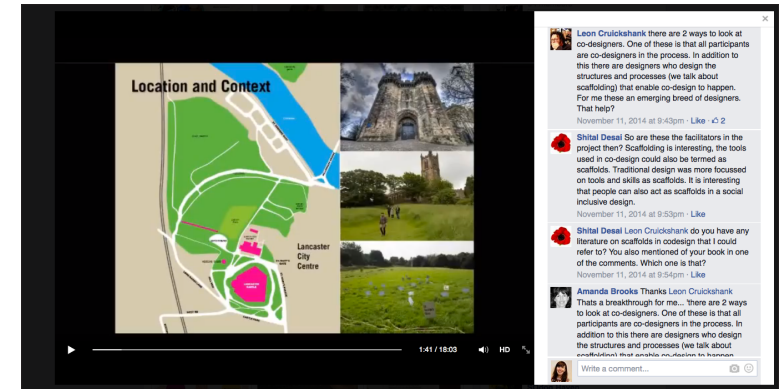 Location and Context
Lancaster
City
Centre
1:41 / 18:03
HD
×
Leon Cruickshank there are 2 ways to look at
co-designers. One of these is that all participants
are co-designers in the process. In addition to
this there are designers who design the
structures and processes (we talk about
scaffolding) that enable co-design to happen.
For me these an emerging breed of designers.
That help?
November 11, 2014 at 9:43pm · Like · 2
Shital Desai So are these the facilitators in the
project then? Scaffolding is interesting, the tools
used in co-design could also be termed as
scaffolds. Traditional design was more focussed
on tools and skills as scaffolds. It is interesting
that people can also act as scaffolds in a social
inclusive design.
November 11, 2014 at 9:53pm · Like
Shital Desai Leon Cruickshank do you have any
literature on scaffolds in codesign that I could
refer to? You also mentioned of your book in one
of the comments. Which one is that?
November 11, 2014 at 9:54pm · Like
Amanda Brooks Thanks Leon Cruickshank
Thats a breakthrough for me... 'there are 2 ways
to look at co-designers. One of these is that all
participants are co-designers in the process. In
addition to this there are designers who design
the structures and processes (we talk about
scaffolding) that enable co-design to happen
Write a comment...